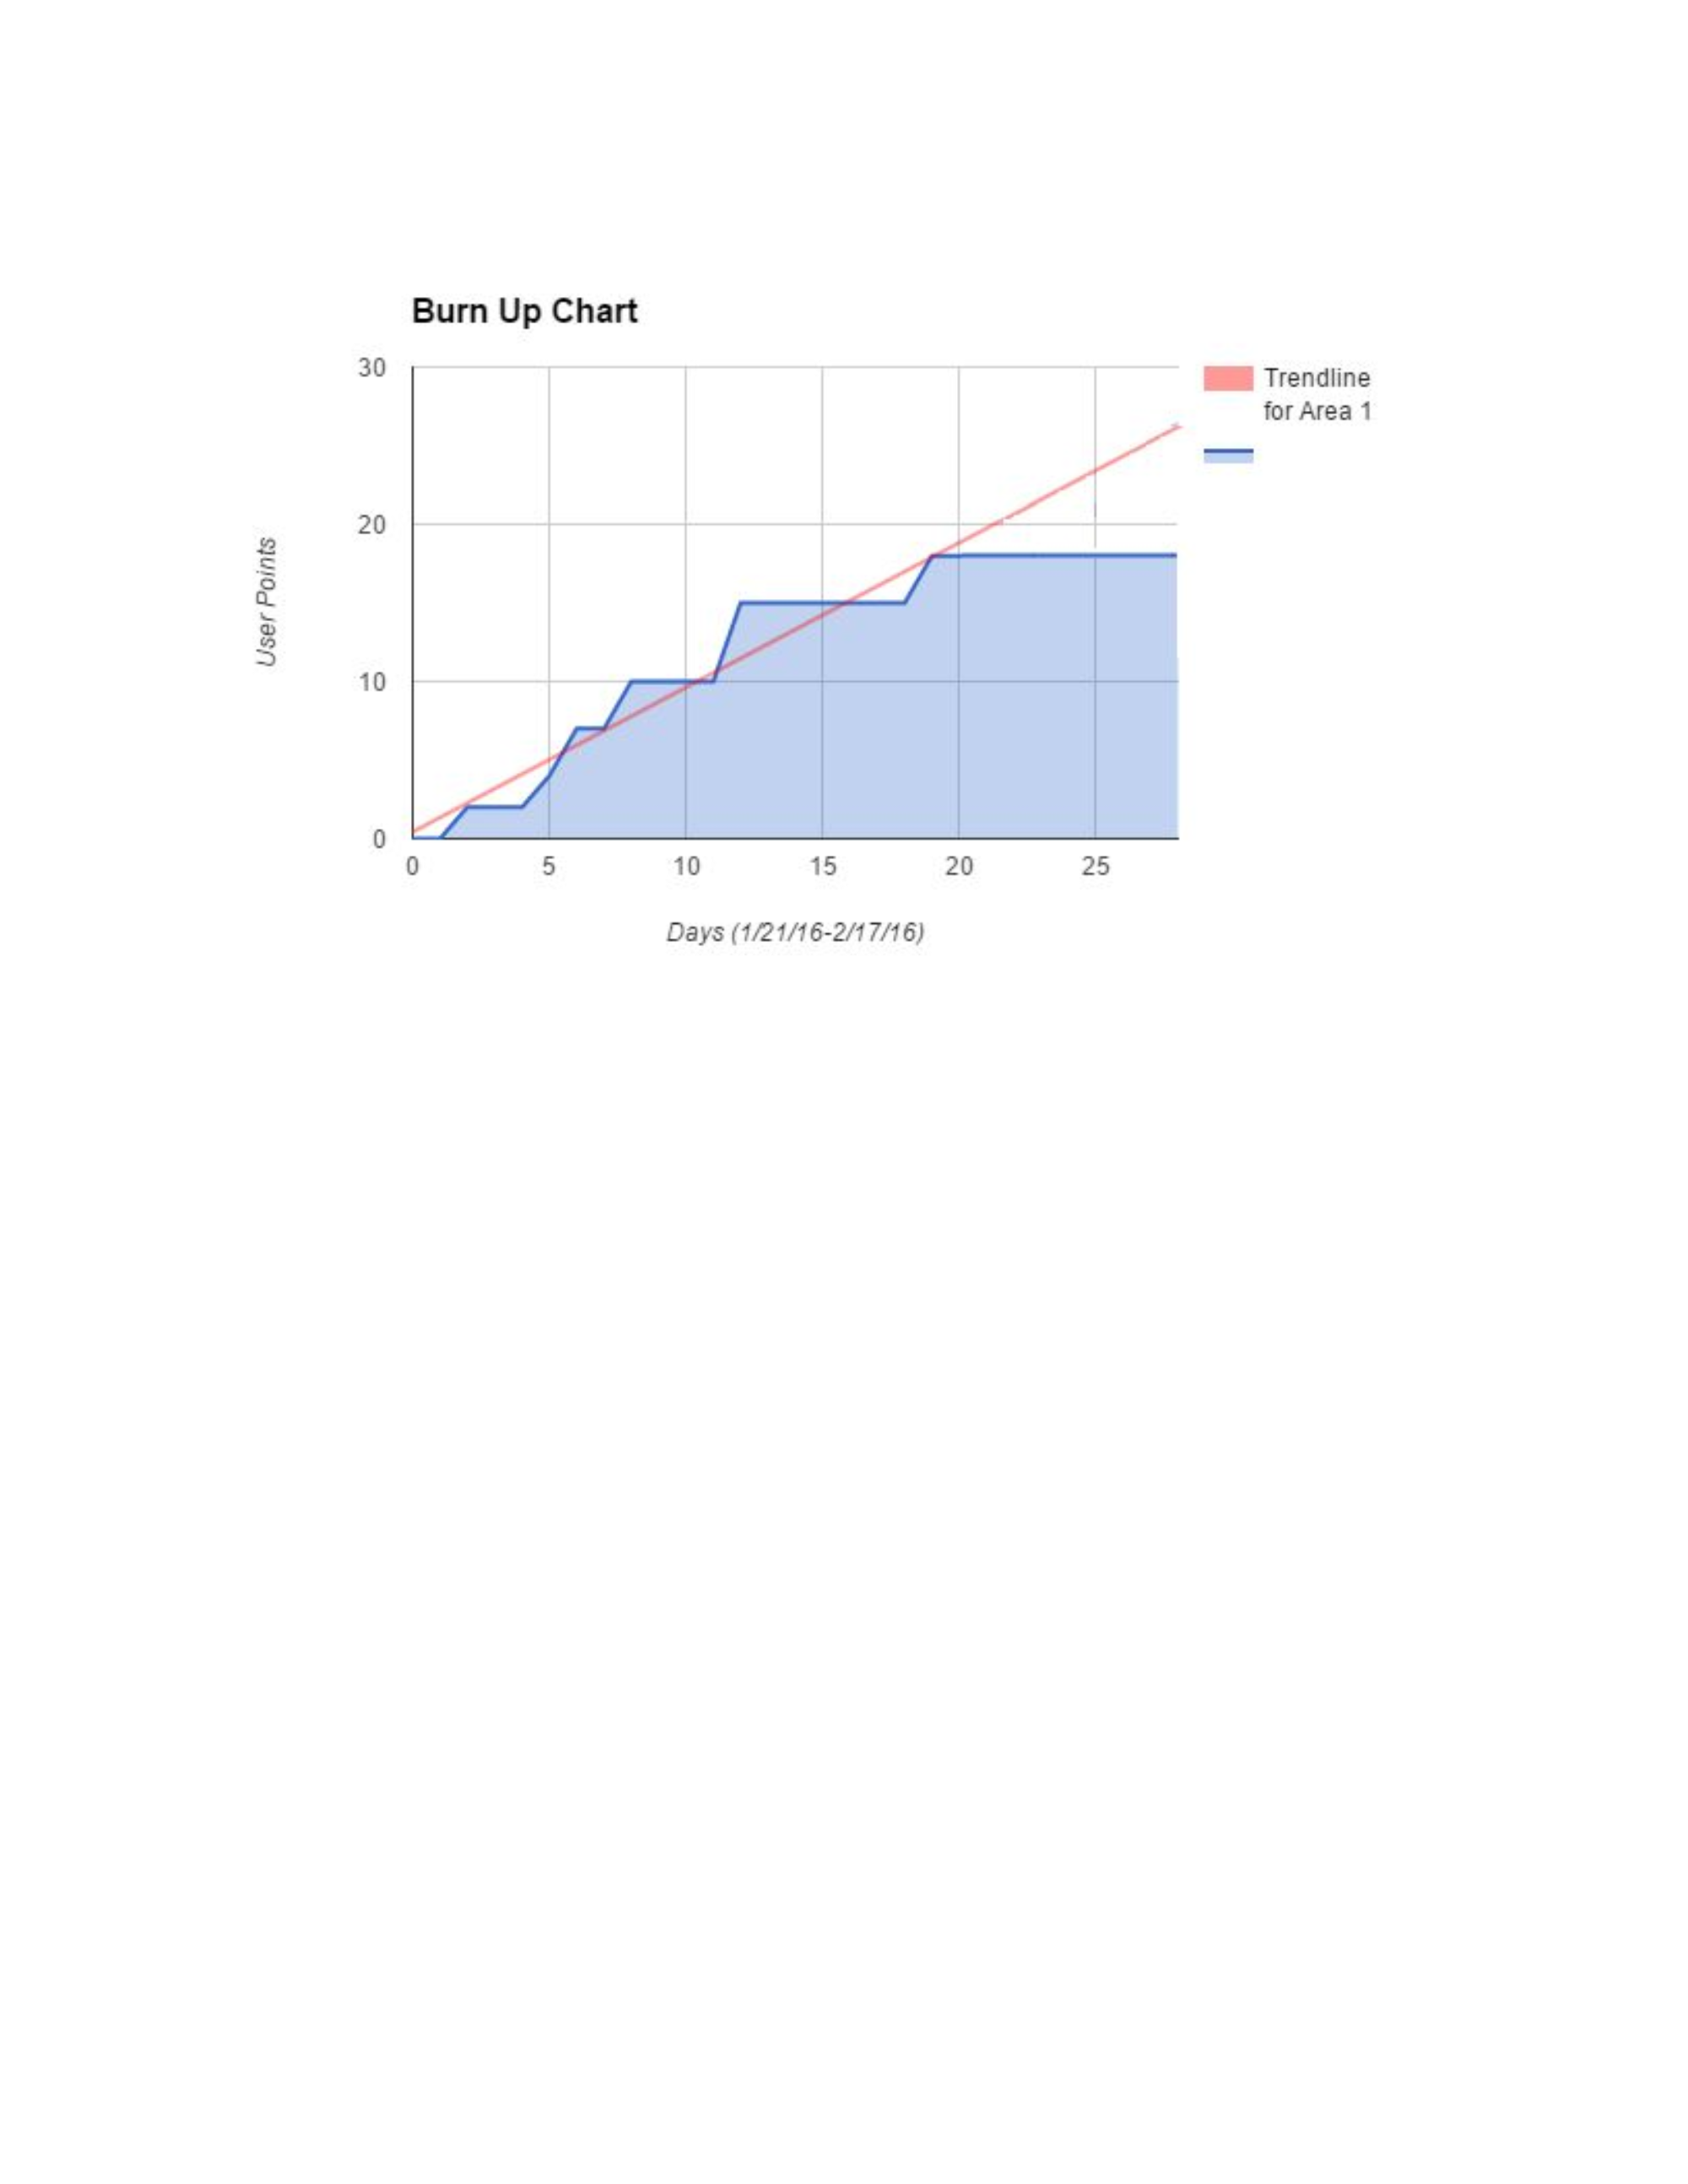 Burn Up Chart
30
20
10
0
User Points
0 5 10 15 20 25
Days (1/21/16-2/17/16)
Trendline
for Area 1